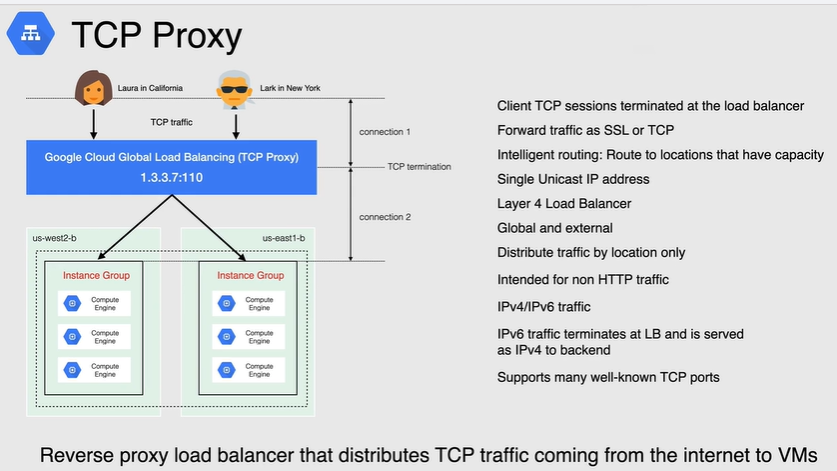 TCP Proxy
Laura in California
Lark in New York
TCP traffic
connection 1
Google Cloud Global Load Balancing (TCP Proxy)
1.3.3.7:110
TCP termination
connection 2
us-west2-b
us-east1-b
Instance Group
Instance Group
Compute
Engine
Compute
Engine
Compute
Engine
Compute
Engine
Compute
Engine
Compute
Engine
Client TCP sessions terminated at the load balancer
Forward traffic as SSL or TCP
Intelligent routing: Route to locations that have capacity
Single Unicast IP address
Layer 4 Load Balancer
Global and external
Distribute traffic by location only
Intended for non HTTP traffic
IPv4/IPv6 traffic
IPv6 traffic terminates at LB and is served
as IPv4 to backend
Supports many well-known TCP ports
Reverse proxy load balancer that distributes TCP traffic coming from the internet to VMs